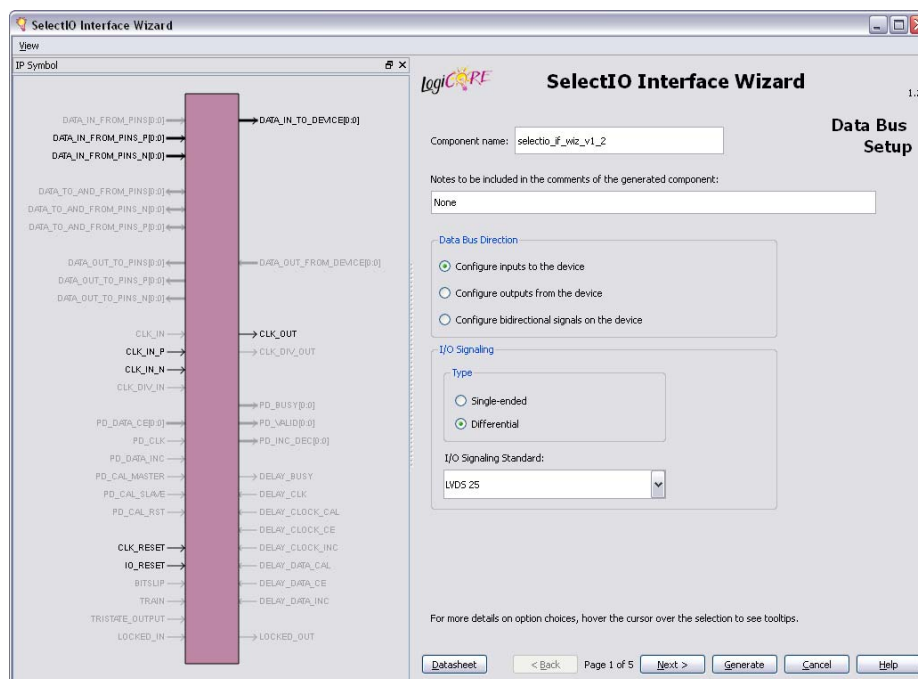 SelectIO Interface Wizard
View
IP Symbol
DATA_IN_FROM_PINS[0:0]
DATA_IN_FROM_PINS_P[0:0]
DATA_IN_FROM_PINS_N[0:0]
DATA_TO_AND_FROM_PINS[0:0]
DATA_TO_AND_FROM_PINS_N[0:0]
DATA_TO_AND_FROM_PINS_P[0:0]
DATA_OUT_TO_PINS[0:0]
DATA_OUT_TO_PINS_P[0:0]
DATA_OUT_TO_PINS_N[0:0]
CLK_IN
CLK_IN_P
CLK_IN_N
CLK_DIV_IN
PD_DATA_CE[0:0]
PD_CLK
PD_DATA_INC
PD_CAL_MASTER
PD_CAL_SLAVE
PD_CAL_RST
CLK_RESET
IO_RESET
BITSLIP
TRAIN
TRISTATE_OUTPUT
LOCKED_IN
DATA_IN_TO_DEVICE[0:0]
DATA_OUT_FROM_DEVICE[0:0]
CLK_OUT
CLK_DIV_OUT
PD_BUSY[0:0]
PD_VALID[0:0]
PD_INC_DEC[0:0]
DELAY_BUSY
DELAY_CLK
DELAY_CLOCK_CAL
DELAY_CLOCK_CE
DELAY_CLOCK_INC
DELAY_DATA_CAL
DELAY_DATA_CE
DELAY_DATA_INC
LOCKED_OUT
LogiCORE
SelectIO Interface Wizard
Data Bus
Setup
Component name: selectio_if_wiz_v1_2
Notes to be included in the comments of the generated component:
None
Data Bus Direction
Configure inputs to the device
Configure outputs from the device
Configure bidirectional signals on the device
I/O Signaling
Type
Single-ended
Differential
I/O Signaling Standard:
LVDS 25
For more details on option choices, hover the cursor over the selection to see tooltips.
Datasheet < Back Page 1 of 5 Next > Generate Cancel Help